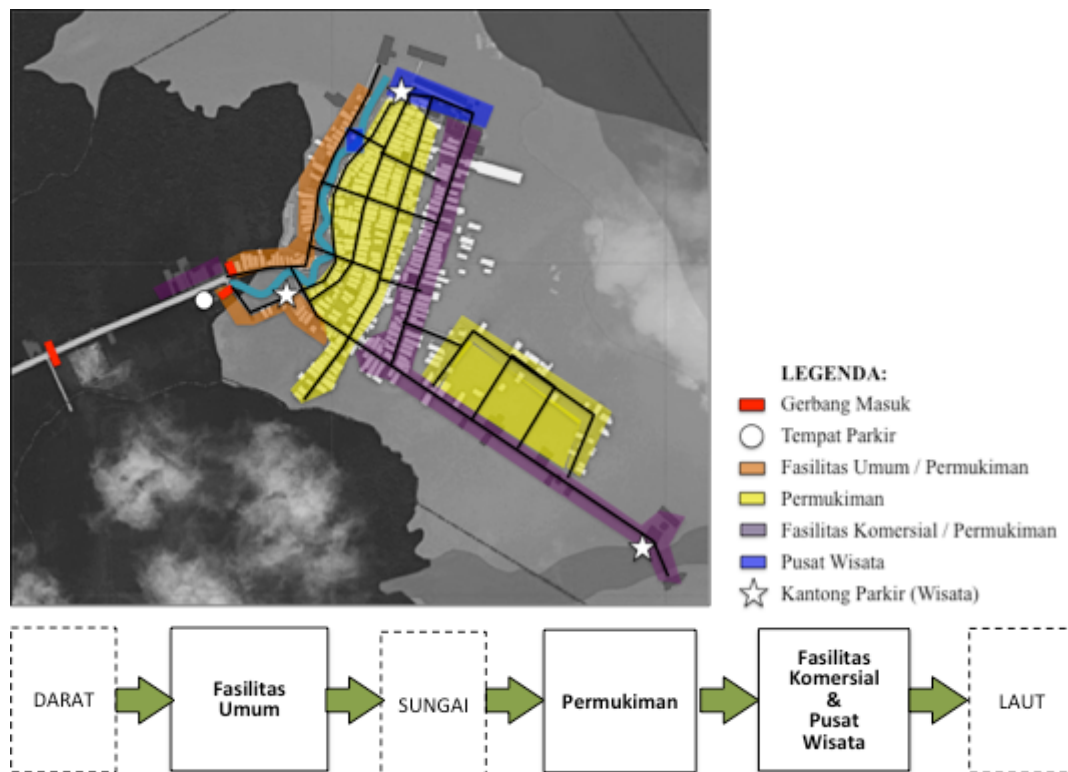 LEGENDA:
Gerbang Masuk
Tempat Parkir
Fasilitas Umum / Permukiman
Permukiman
Fasilitas Komersial / Permukiman
Pusat Wisata
Kantong Parkir (Wisata)
DARAT
Fasilitas
Umum
SUNGAI
Permukiman
Fasilitas
Komersial
&
Pusat
Wisata
LAUT